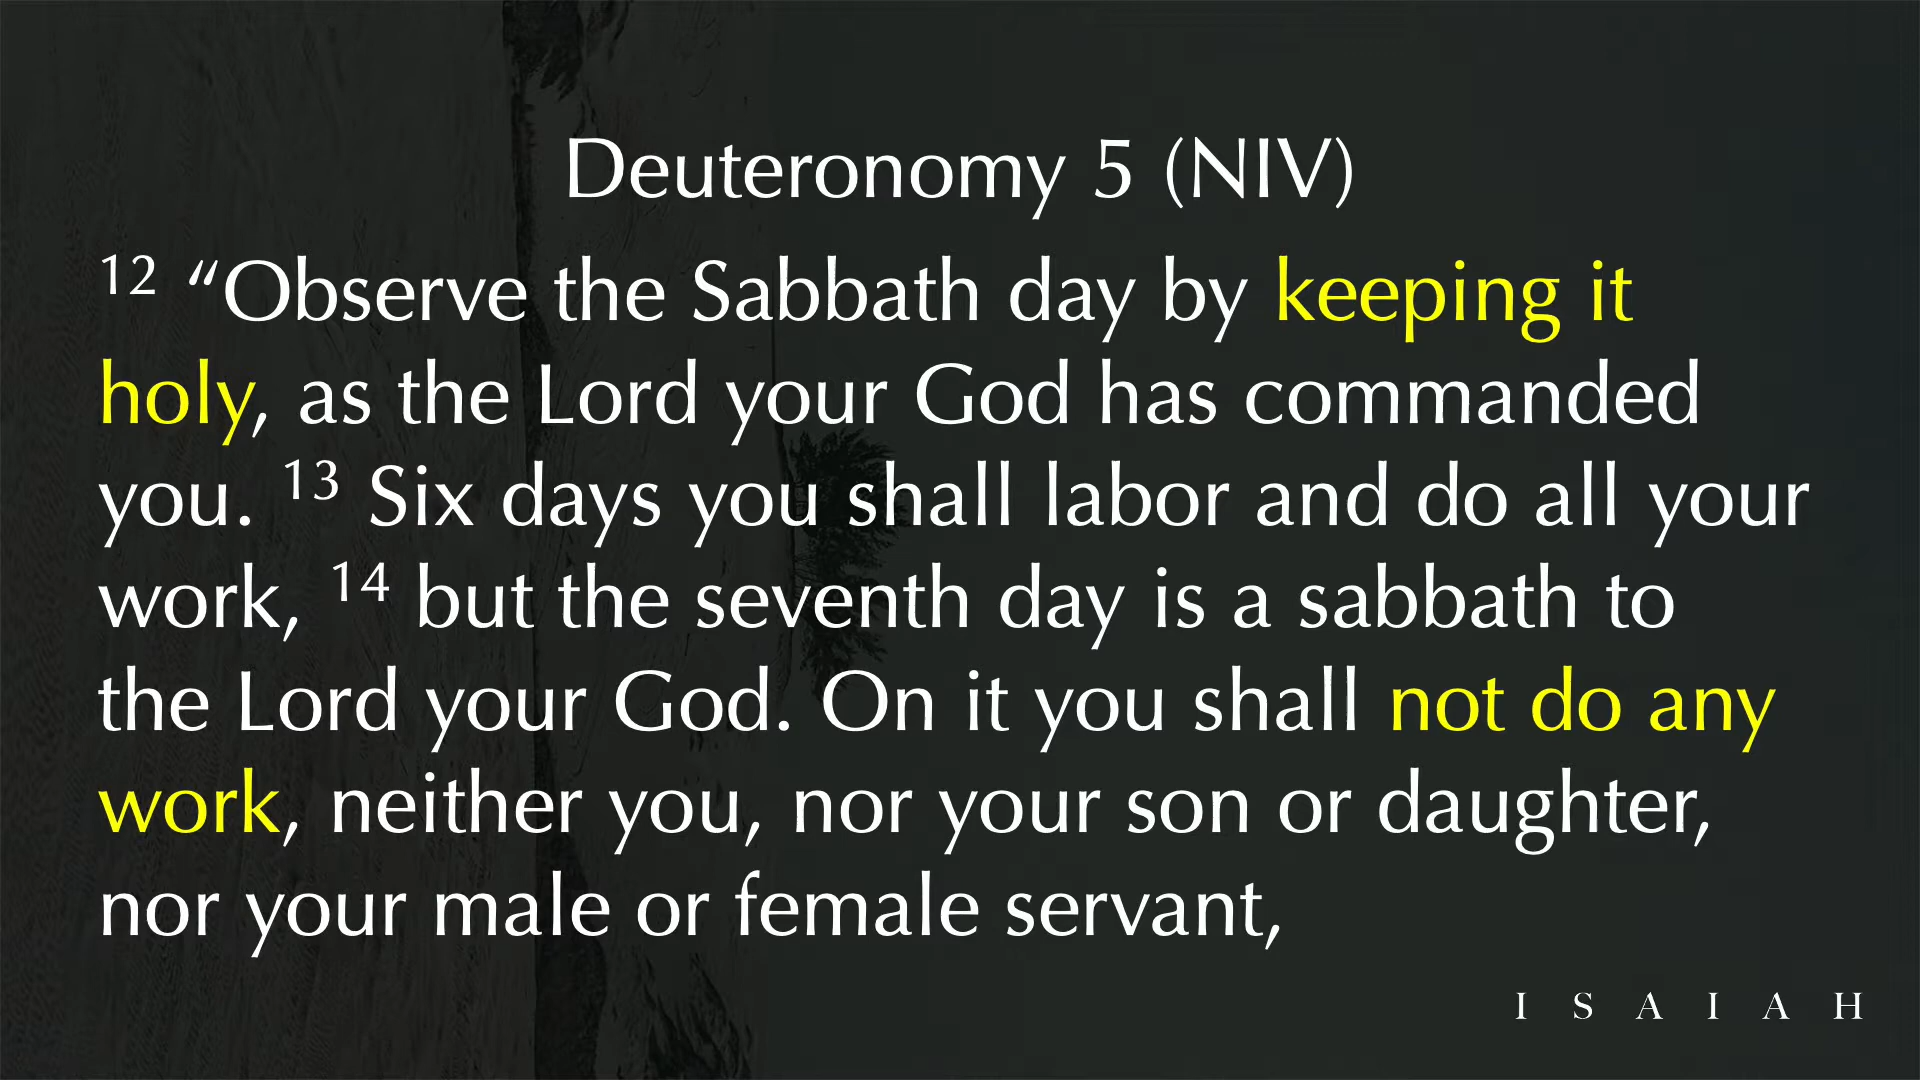 Deuteronomy 5 (NIV)
12 “Observe the Sabbath day by keeping it
holy, as the Lord your God has commanded
you. 13 Six days you shall labor and do all your
work, 14 but the seventh day is a sabbath to
the Lord your God. On it you shall not do any
work, neither you, nor your son or daughter,
nor your male or female servant,
ISAIAH